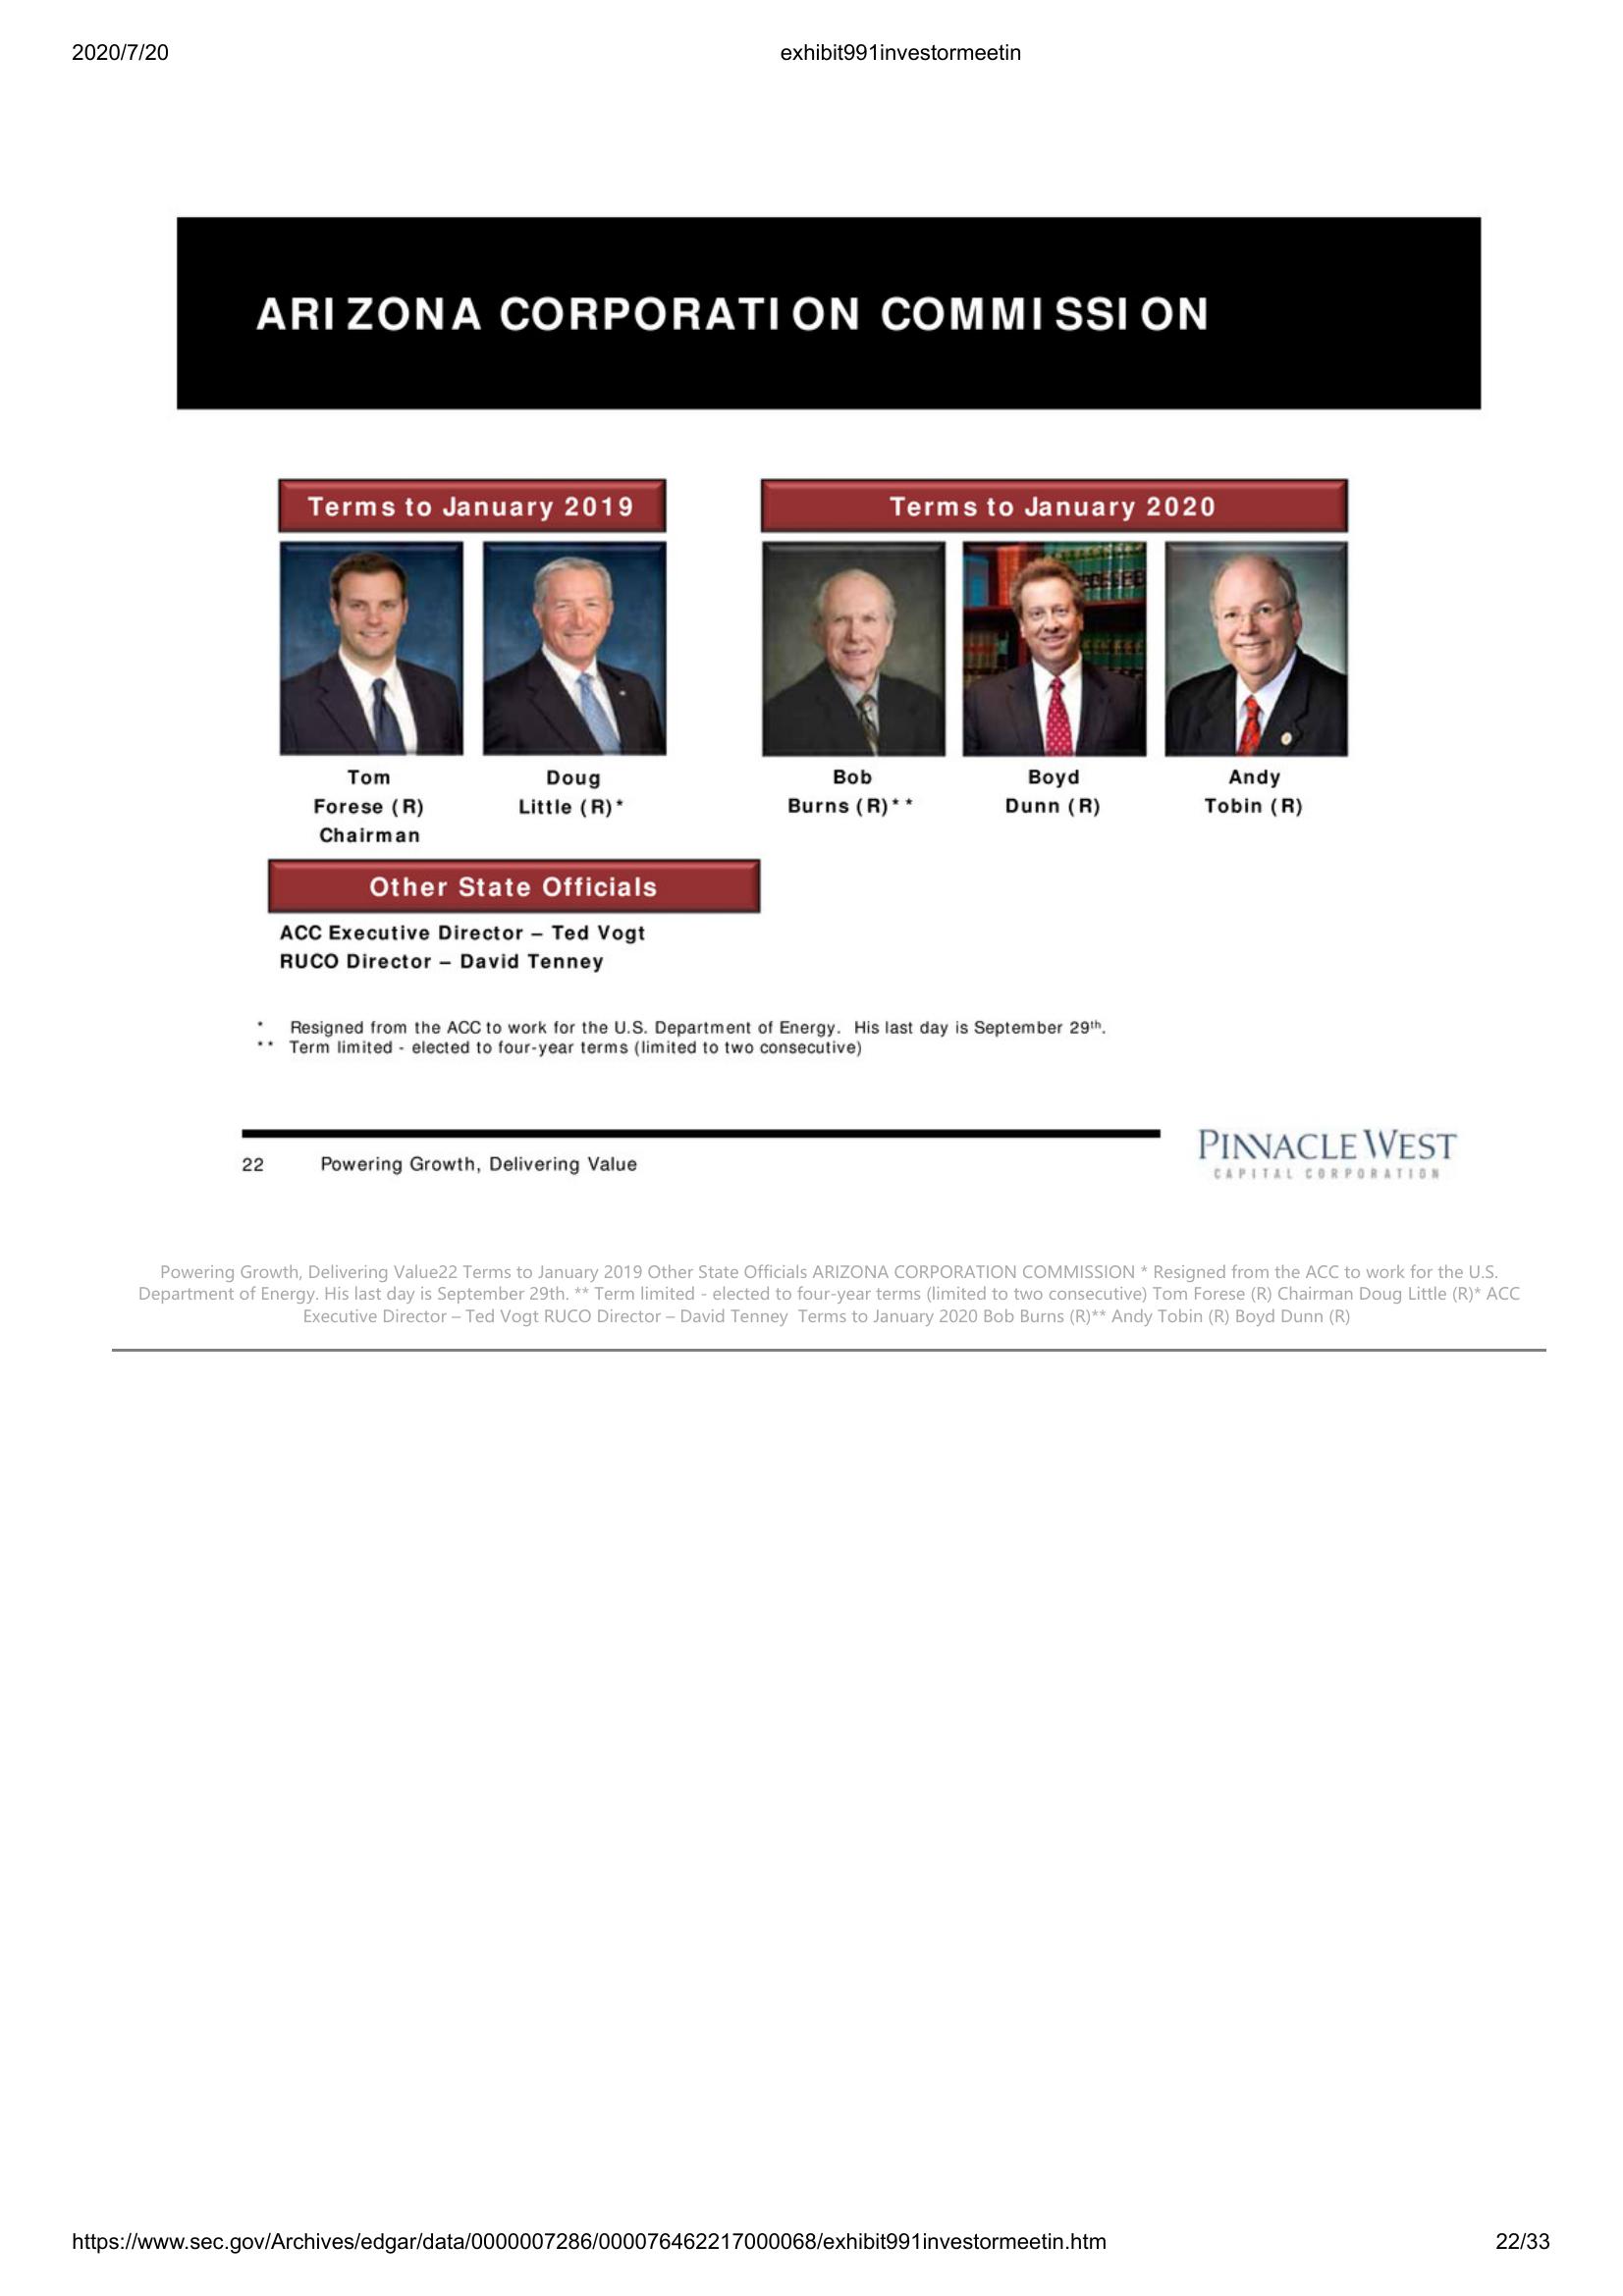 2020/7/20
exhibit991investormeetin
ARIZONA CORPORATION COMMISSION
Terms to January 2019
Terms to January 2020
Tom
Forese (R)
Chairman
Doug
Little (R)*
Bob
Burns (R)**
Boyd
Dunn (R)
Andy
Tobin (R)
Other State Officials
ACC Executive Director – Ted Vogt
RUCO Director – David Tenney
* Resigned from the ACC to work for the U.S. Department of Energy. His last day is September 29th.
** Term limited - elected to four-year terms (limited to two consecutive)
22 Powering Growth, Delivering Value
PINNACLE WEST
CAPITAL CORPORATION
Powering Growth, Delivering Value22 Terms to January 2019 Other State Officials ARIZONA CORPORATION COMMISSION * Resigned from the ACC to work for the U.S.
Department of Energy. His last day is September 29th. ** Term limited - elected to four-year terms (limited to two consecutive) Tom Forese (R) Chairman Doug Little (R)* ACC
Executive Director – Ted Vogt RUCO Director – David Tenney Terms to January 2020 Bob Burns (R)** Andy Tobin (R) Boyd Dunn (R)
https://www.sec.gov/Archives/edgar/data/0000007286/000076462217000068/exhibit991investormeetin.htm
22/33